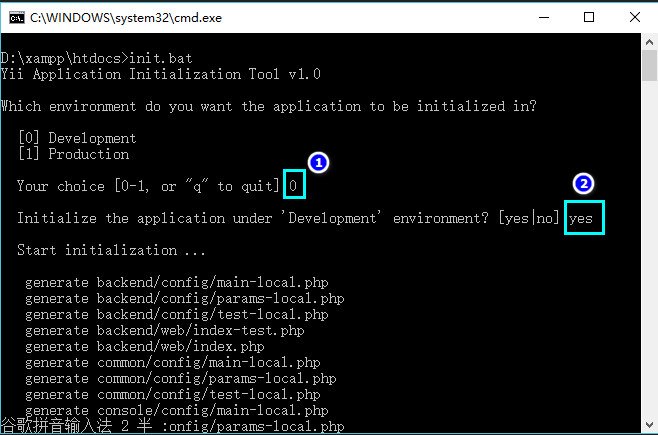 C:\WINDOWS\system32\cmd.exe
D:\xampp\htdocs>init.bat
Yii Application Initialization Tool v1.0
Which environment do you want the application to be initialized in?
[0] Development
[1] Production
1
Your choice [0-1, or "q" to quit] 0
2
Initialize the application under 'Development' environment? [yes|no] yes
Start initialization ...
generate backend/config/main-local.php
generate backend/config/params-local.php
generate backend/config/test-local.php
generate backend/web/index-test.php
generate backend/web/index.php
generate common/config/main-local.php
generate common/config/params-local.php
generate common/config/test-local.php
generate console/config/main-local.php
谷歌拼音输入法 2 半 :onfig/params-local.php